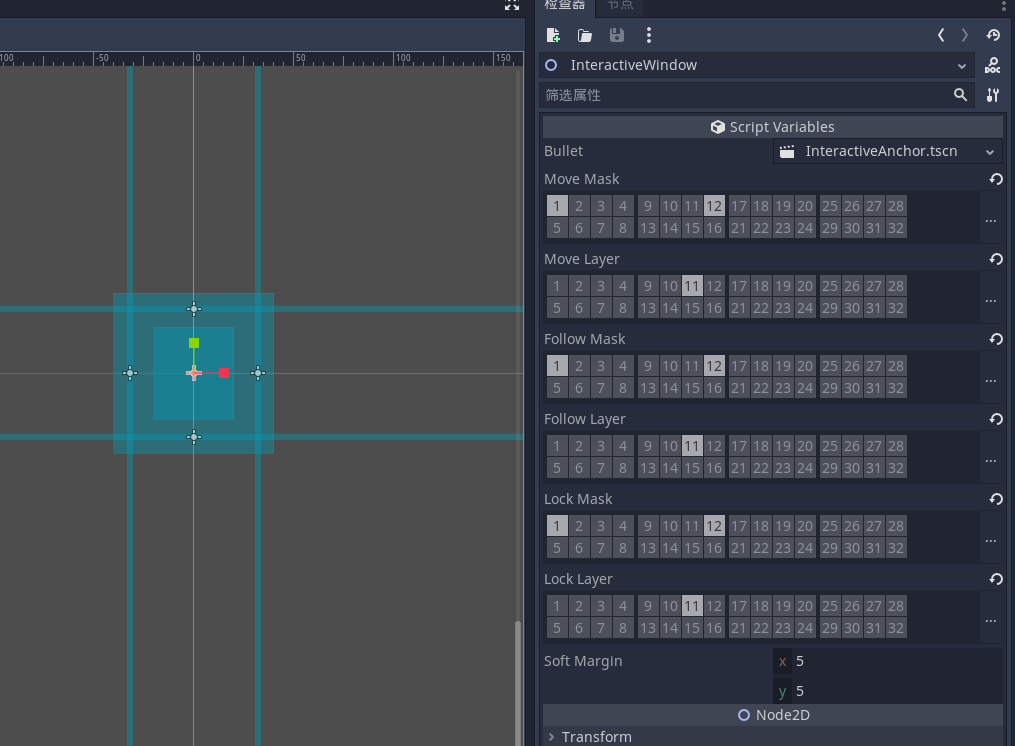 检查器 节点
InteractiveWindow
DOC
筛选属性
100 -50 0 50 100 150
Script Variables
Bullet InteractiveAnchor.tscn
Move Mask
1 2 3 4 9 10 11 12 17 18 19 20 25 26 27 28
5 6 7 8 13 14 15 16 21 22 23 24 29 30 31 32
...
Move Layer
1 2 3 4 9 10 11 12 17 18 19 20 25 26 27 28
5 6 7 8 13 14 15 16 21 22 23 24 29 30 31 32
...
Follow Mask
1 2 3 4 9 10 11 12 17 18 19 20 25 26 27 28
5 6 7 8 13 14 15 16 21 22 23 24 29 30 31 32
...
Follow Layer
1 2 3 4 9 10 11 12 17 18 19 20 25 26 27 28
5 6 7 8 13 14 15 16 21 22 23 24 29 30 31 32
...
Lock Mask
1 2 3 4 9 10 11 12 17 18 19 20 25 26 27 28
5 6 7 8 13 14 15 16 21 22 23 24 29 30 31 32
...
Lock Layer
1 2 3 4 9 10 11 12 17 18 19 20 25 26 27 28
5 6 7 8 13 14 15 16 21 22 23 24 29 30 31 32
...
Soft Margin x 5
y 5
Node2D
Transform